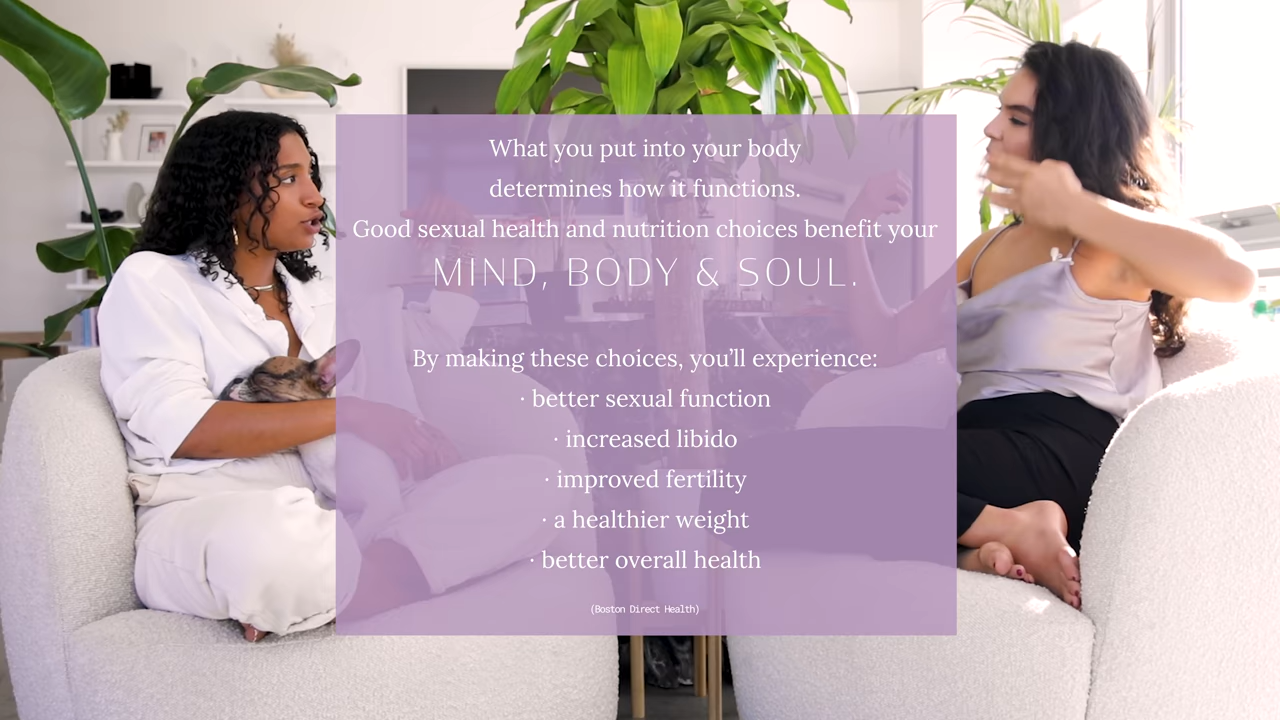 What you put into your body
determines how it functions.
Good sexual health and nutrition choices benefit your
MIND, BODY & SOUL.
By making these choices, you'll experience:
· better sexual function
· increased libido
· improved fertility
· a healthier weight
· better overall health
(Boston Direct Health)